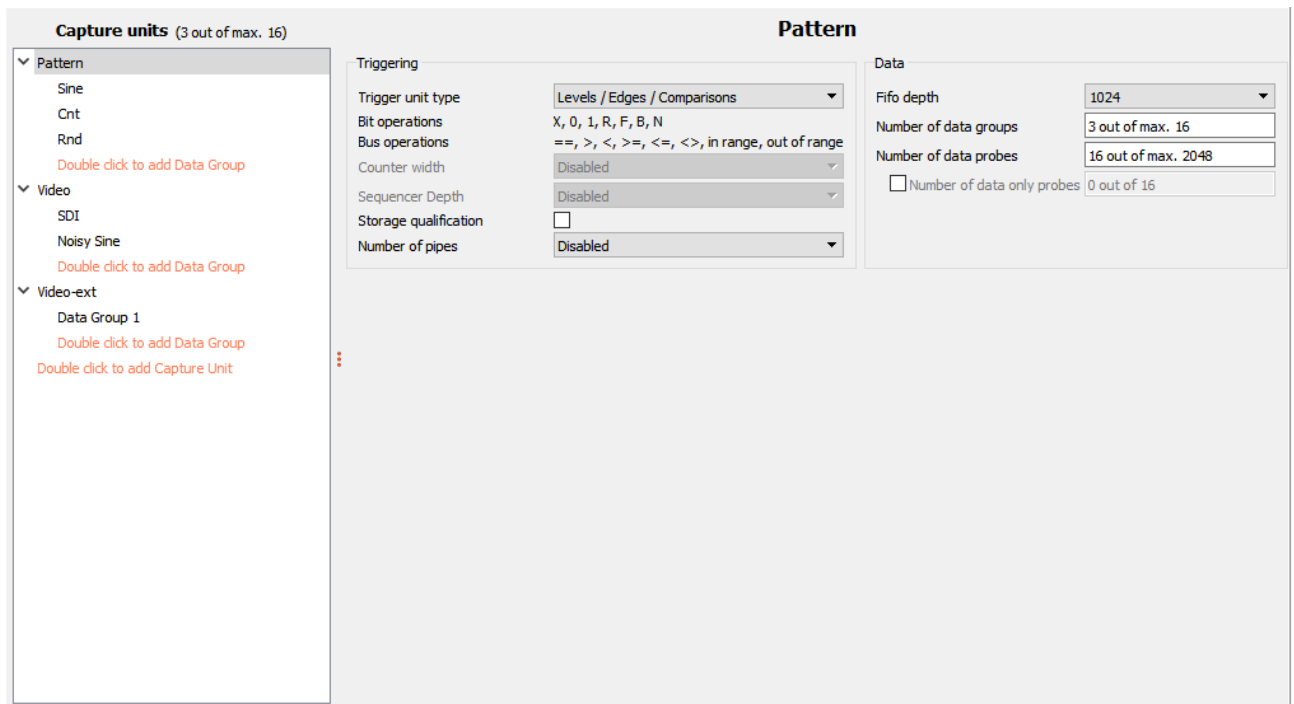 Capture units (3 out of max. 16)
Pattern
Sine
Cnt
Rnd
Double click to add Data Group
Video
SDI
Noisy Sine
Double click to add Data Group
Video-ext
Data Group 1
Double click to add Data Group
Double click to add Capture Unit
Pattern
Triggering
Trigger unit type Levels / Edges / Comparisons
Bit operations X, 0, 1, R, F, B, N
Bus operations ==, >, <, >=, <=, <>, in range, out of range
Counter width Disabled
Sequencer Depth Disabled
Storage qualification
Number of pipes Disabled
Data
Fifo depth 1024
Number of data groups 3 out of max. 16
Number of data probes 16 out of max. 2048
Number of data only probes 0 out of 16